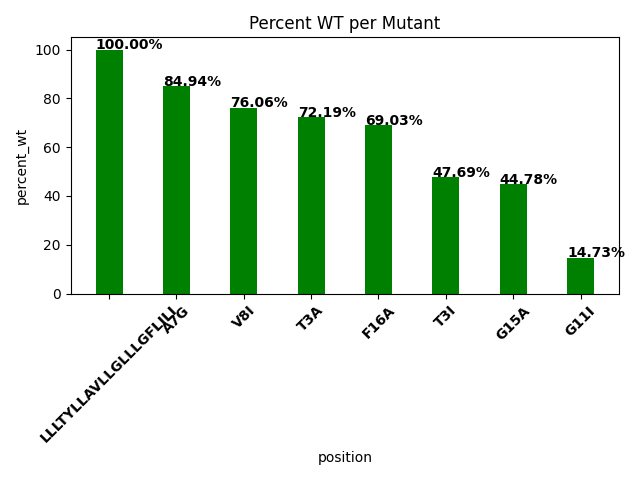 Percent WT per Mutant
percent_wt
100
80
60
40
20
0
100.00%
84.94%
76.06%
72.19%
69.03%
47.69%
44.78%
14.73%
LLLTYLLAVLLGLLLGFLILI
A7G
V8I
T3A
F16A
T3I
G15A
G11I
position